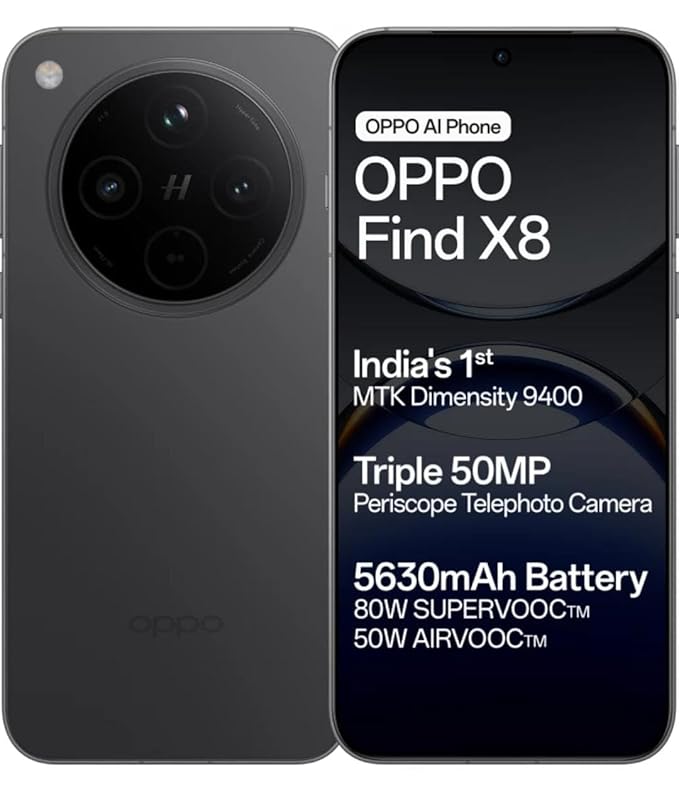 H
oppo
OPPO AI Phone
OPPO
Find X8
India's 1st
MTK Dimensity 9400
Triple 50MP
Periscope Telephoto Camera
5630mAh Battery
80W SUPERVOOC™
50W AIRVOOC™